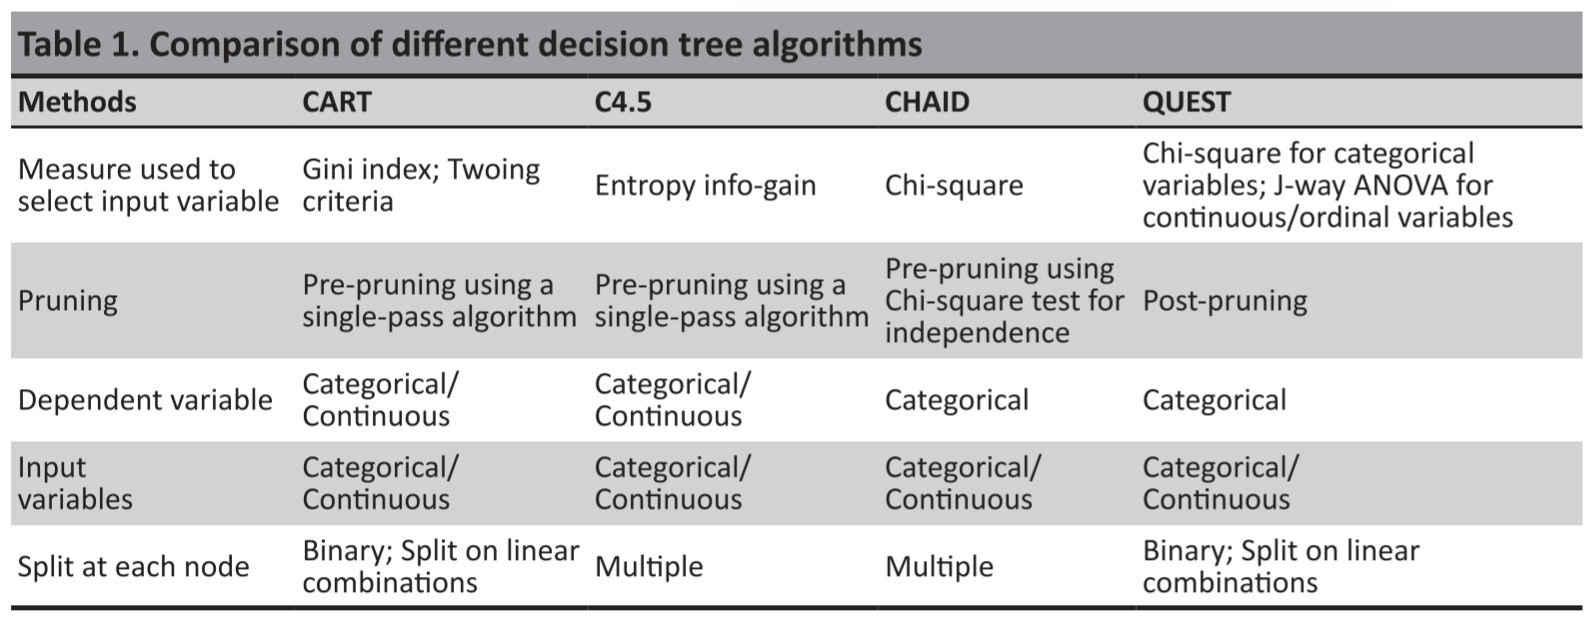 Table 1. Comparison of different decision tree algorithms
Methods CART C4.5 CHAID QUEST
Measure used to
select input variable
Gini index; Twoing
criteria
Entropy info-gain
Chi-square
Chi-square for categorical
variables; J-way ANOVA for
continuous/ordinal variables
Pruning
Pre-pruning using a
single-pass algorithm
Pre-pruning using a
single-pass algorithm
Pre-pruning using
Chi-square test for
independence
Post-pruning
Dependent variable
Categorical/
Continuous
Categorical/
Continuous
Categorical
Categorical
Input
variables
Categorical/
Continuous
Categorical/
Continuous
Categorical/
Continuous
Categorical/
Continuous
Split at each node
Binary; Split on linear
combinations
Multiple
Multiple
Binary; Split on linear
combinations